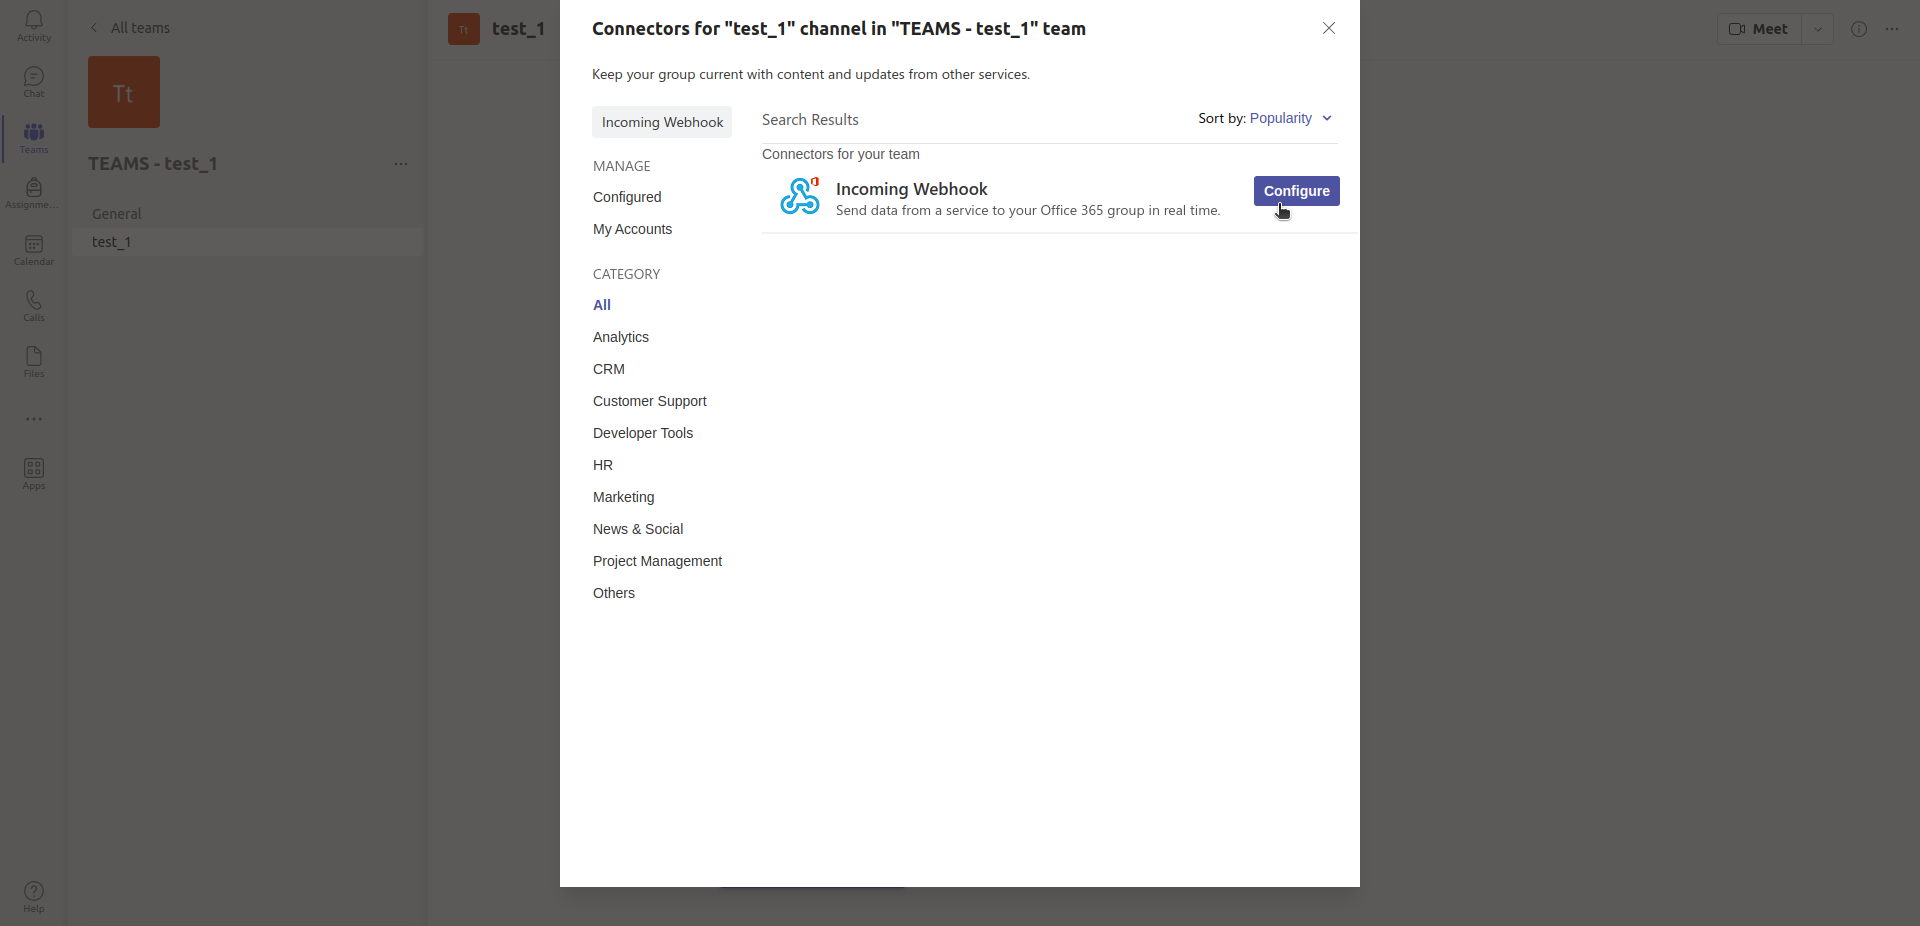 Activity
Chat
Teams
Assignme...
Calendar
Calls
Files
Apps
Help
All teams
Tt
TEAMS - test_1
General
test_1
Tt
test_1
Meet
Connectors for "test_1" channel in "TEAMS - test_1" team
Keep your group current with content and updates from other services.
Incoming Webhook
MANAGE
Configured
My Accounts
CATEGORY
All
Analytics
CRM
Customer Support
Developer Tools
HR
Marketing
News & Social
Project Management
Others
Search Results
Sort by: Popularity
Connectors for your team
Incoming Webhook
Send data from a service to your Office 365 group in real time.
Configure